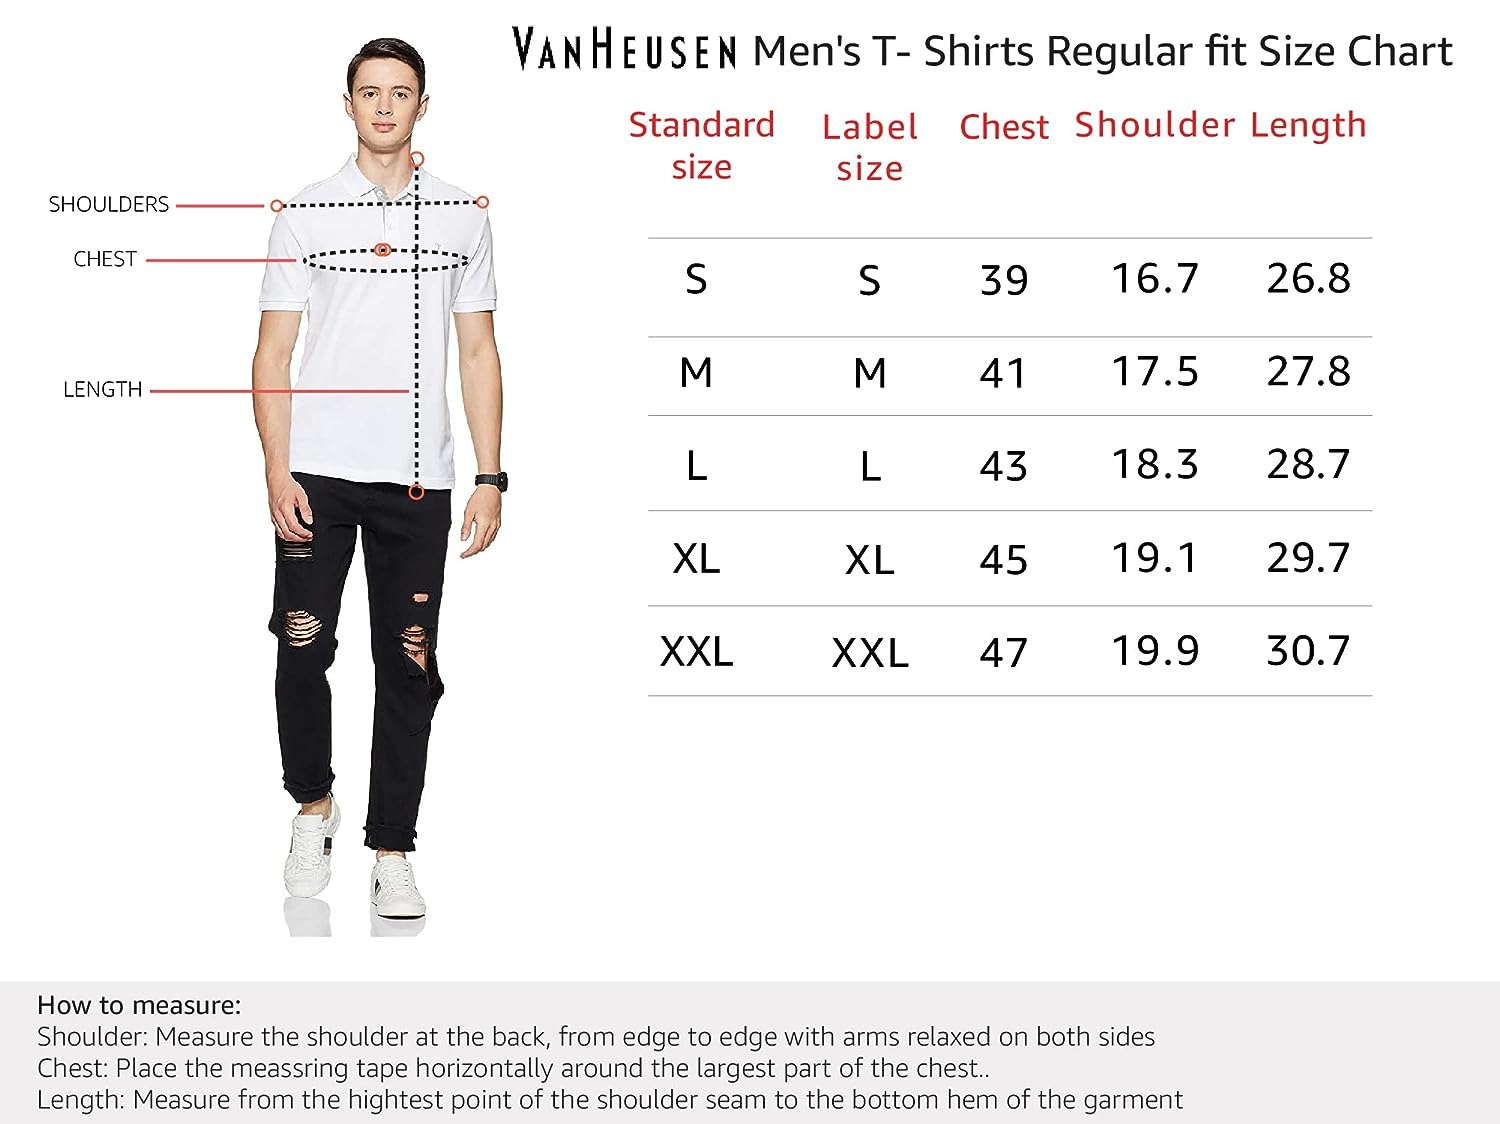 VANHEUSEN Men's T- Shirts Regular fit Size Chart
Standard size Label size Chest Shoulder Length
SHOULDERS
CHEST
LENGTH
S S 39 16.7 26.8
M M 41 17.5 27.8
L L 43 18.3 28.7
XL XL 45 19.1 29.7
XXL XXL 47 19.9 30.7
How to measure:
Shoulder: Measure the shoulder at the back, from edge to edge with arms relaxed on both sides
Chest: Place the meassring tape horizontally around the largest part of the chest..
Length: Measure from the hightest point of the shoulder seam to the bottom hem of the garment